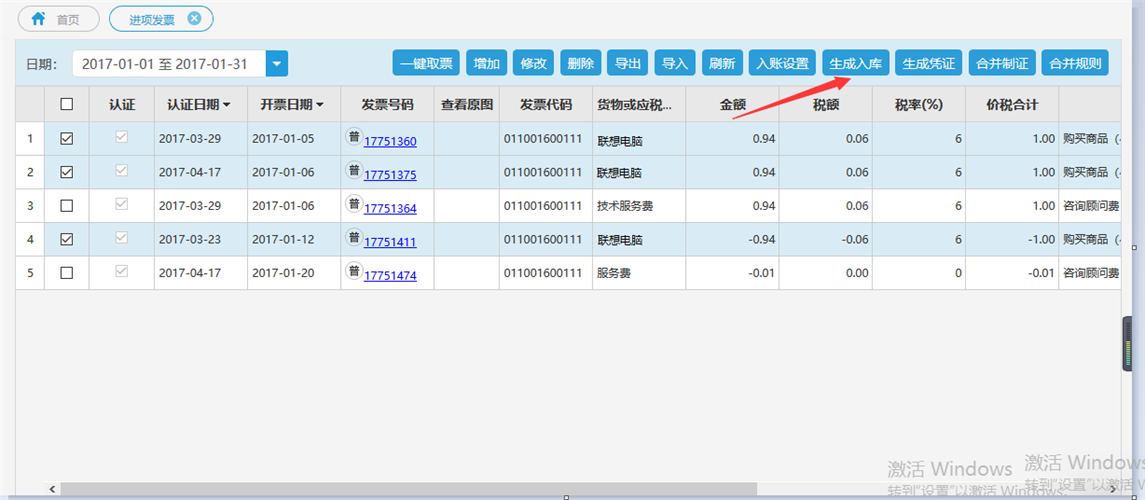 首页 进项发票
日期: 2017-01-01 至 2017-01-31 一键取票 增加 修改 删除 导出 导入 刷新 入账设置 生成入库 生成凭证 合并制证 合并规则
认证 认证日期 开票日期 发票号码 查看原图 发票代码 货物或应税... 金额 税额 税率(%) 价税合计
1 2017-03-29 2017-01-05 普 17751360 011001600111 联想电脑 0.94 0.06 6 1.00 购买商品 (
2 2017-04-17 2017-01-06 普 17751375 011001600111 联想电脑 0.94 0.06 6 1.00 购买商品 (
3 2017-03-29 2017-01-06 普 17751364 011001600111 技术服务费 0.94 0.06 6 1.00 咨询顾问费
4 2017-03-23 2017-01-12 普 17751411 011001600111 联想电脑 -0.94 -0.06 6 -1.00 购买商品 (
5 2017-04-17 2017-01-20 普 17751474 011001600111 服务费 -0.01 0.00 0 -0.01 咨询顾问费
激活 Windows 激活 Windows
转到"设置"以激活 Windows 转到"设置"以激活